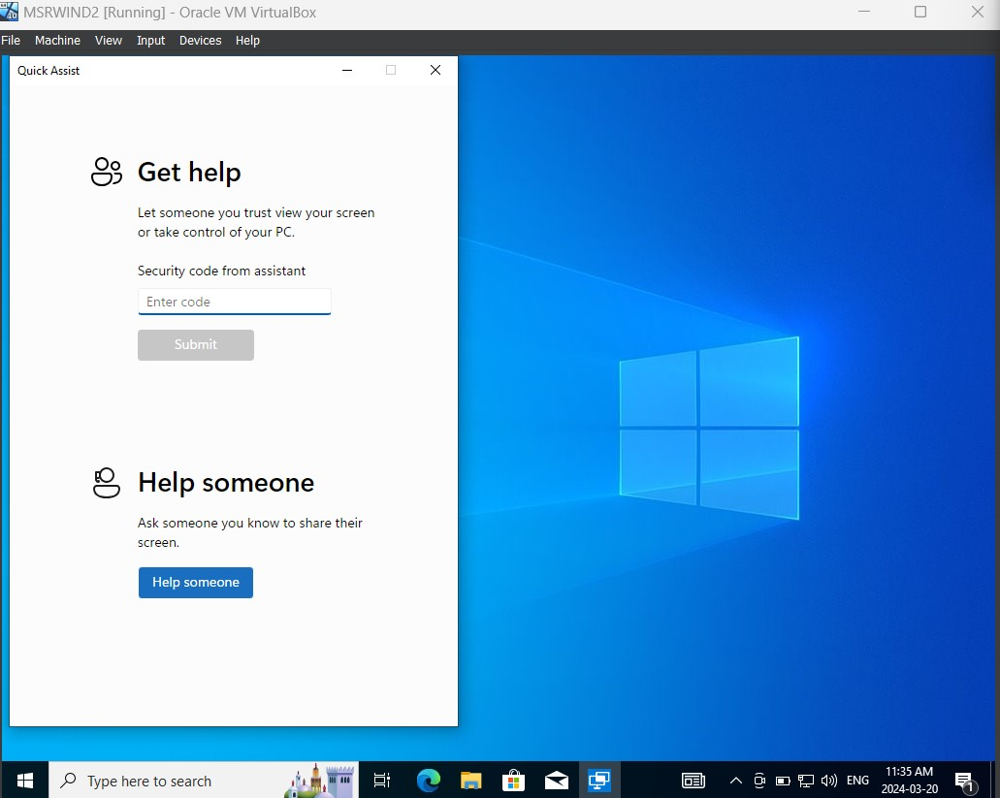 MSRWIND2 [Running] - Oracle VM VirtualBox
File Machine View Input Devices Help
Quick Assist
Get help
Let someone you trust view your screen
or take control of your PC.
Security code from assistant
Enter code
Submit
Help someone
Ask someone you know to share their
screen.
Help someone
Type here to search
ENG
11:35 AM
2024-03-20
1